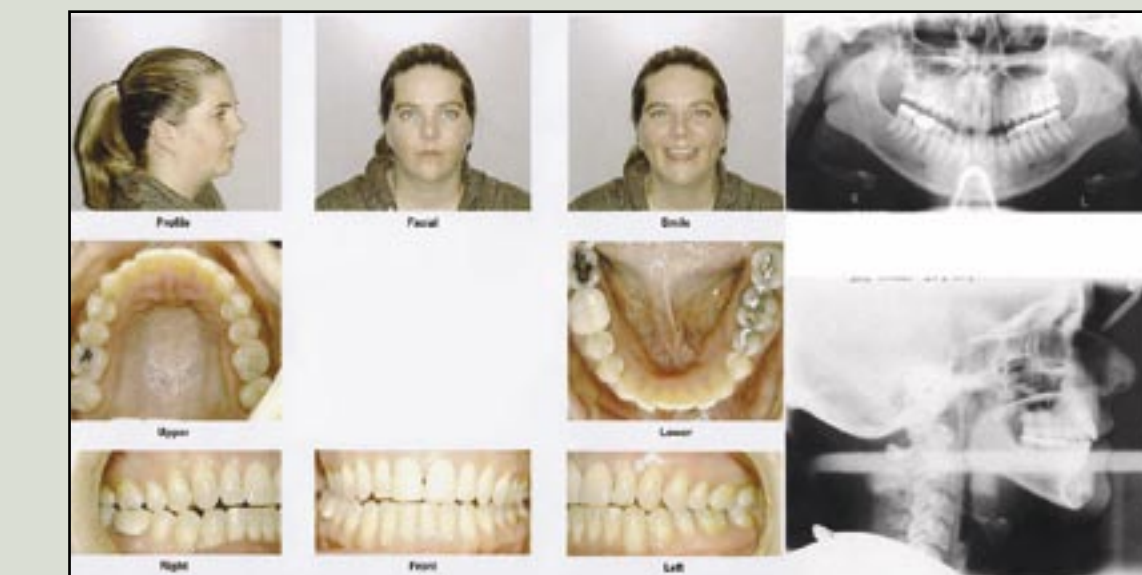 Profile
Facial
Smile
L
Upper
Lower
Right
Front
Left